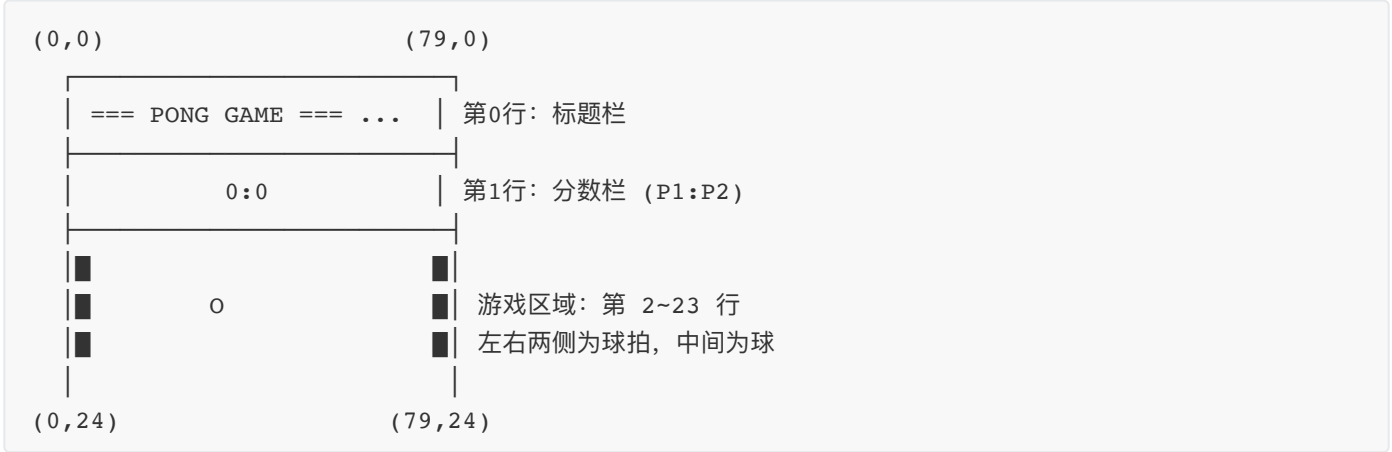 (0,0) (79,0)
=== PONG GAME === ... 第0行：标题栏
0:0 第1行：分数栏 (P1:P2)
O 游戏区域：第 2~23 行
左右两侧为球拍，中间为球
(0,24) (79,24)